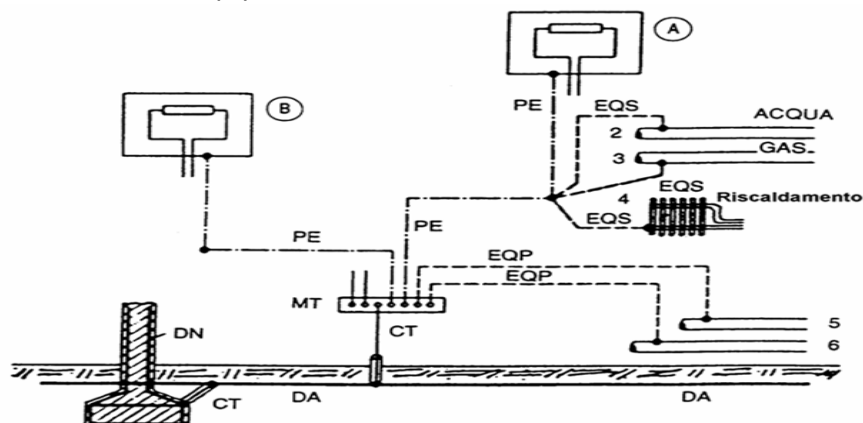 A
B
PE
EQS
ACQUA
2
3
GAS
4
EQS
Riscaldamento
EQS
PE
PE
EQP
EQP
MT
CT
5
6
DN
CT
DA
DA